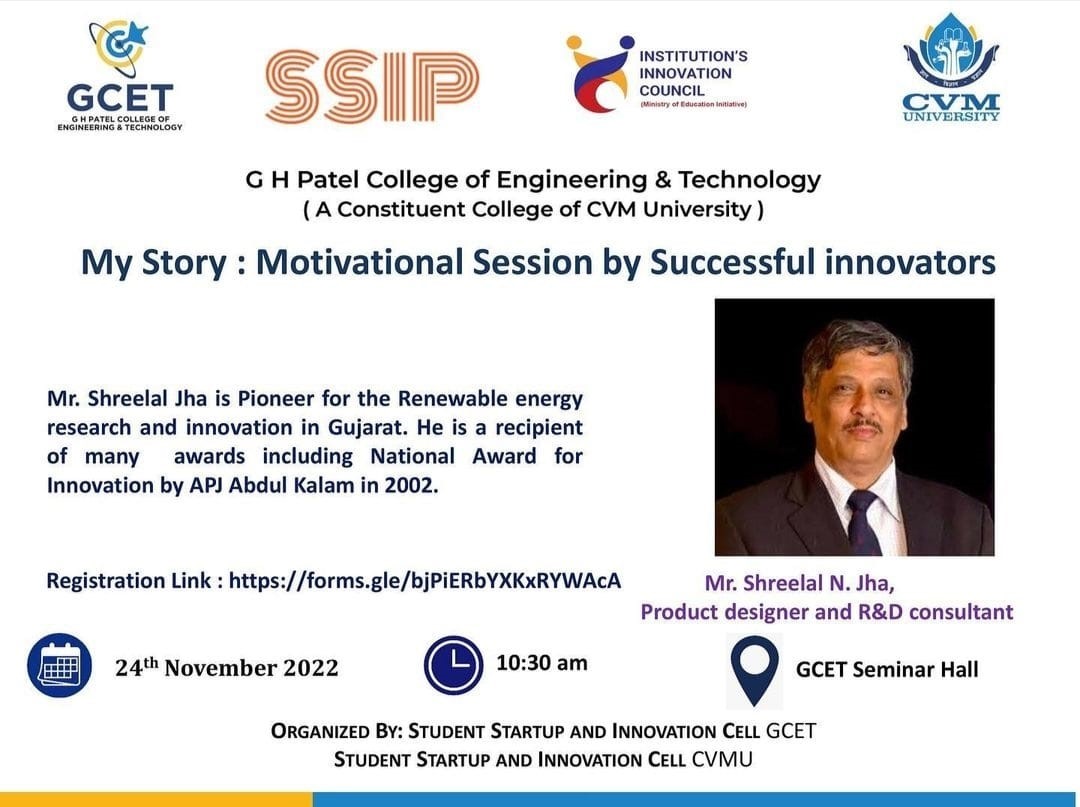 GCET
G H PATEL COLLEGE OF
ENGINEERING & TECHNOLOGY
SSIP
INSTITUTION'S
INNOVATION
COUNCIL
(Ministry of Education Initiative)
CVM
UNIVERSITY
G H Patel College of Engineering & Technology
( A Constituent College of CVM University )
My Story : Motivational Session by Successful innovators
Mr. Shreelal Jha is Pioneer for the Renewable energy
research and innovation in Gujarat. He is a recipient
of many awards including National Award for
Innovation by APJ Abdul Kalam in 2002.
Registration Link : https://forms.gle/bjPiERbYXKxRYWAcA
Mr. Shreelal N. Jha,
Product designer and R&D consultant
24th November 2022
10:30 am
GCET Seminar Hall
ORGANIZED BY: STUDENT STARTUP AND INNOVATION CELL GCET
STUDENT STARTUP AND INNOVATION CELL CVMU